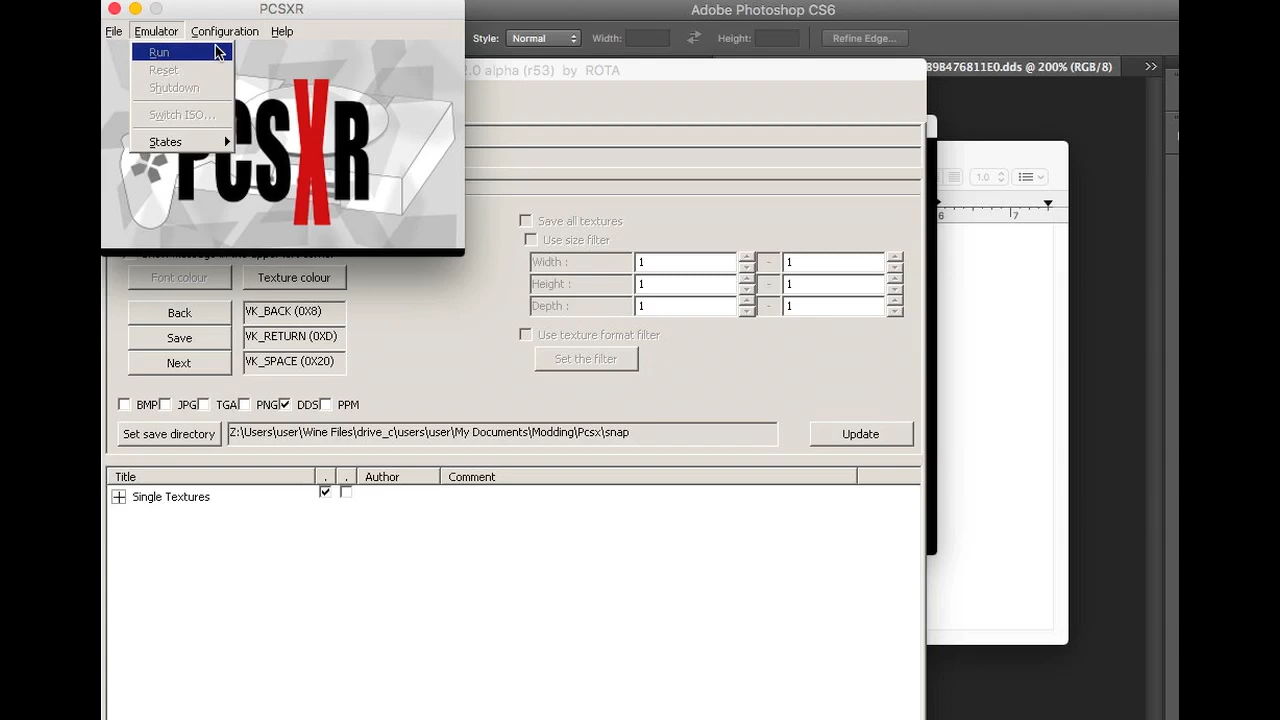 PCSXR
Adobe Photoshop CS6
File Emulator Configuration Help
Style: Normal Width: Height: Refine Edge...
Run
Reset
Shutdown
Switch ISO...
States
PCSXR
2.0 alpha (r53) by ROTA
89B476811E0.dds @ 200% (RGB/8) >>
1.0
6 7
Save all textures
Use size filter
Width : 1 - 1
Height : 1 - 1
Depth : 1 - 1
Font colour Texture colour
Back VK_BACK (0X8)
Save VK_RETURN (0XD)
Next VK_SPACE (0X20)
Use texture format filter
Set the filter
BMP JPG TGA PNG DDS PPM
Set save directory Z:\Users\user\Wine Files\drive_c\users\user\My Documents\Modding\Pcsx\snap Update
Title . . Author Comment
Single Textures